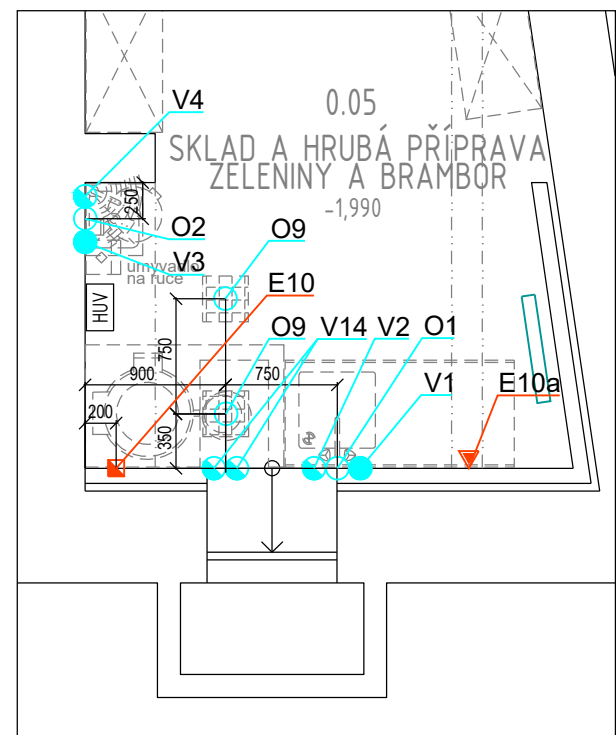 V4
0.05
SKLAD A HRUBÁ PŘÍPRAVA
ZELENINY A BRAMBOR
-1,990
250
O2
O9
V3
umyvadlo
na ruce
E10
HUV
O9
V14
V2
O1
V1
E10a
750
900
750
200
350